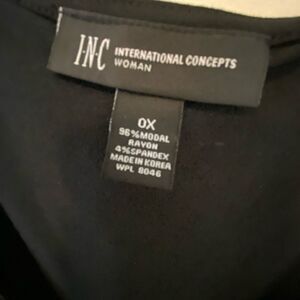 I·N·C INTERNATIONAL CONCEPTS
WOMAN
0X
96%MODAL
RAYON
4%SPANDEX
MADE IN KOREA
WPL 8046